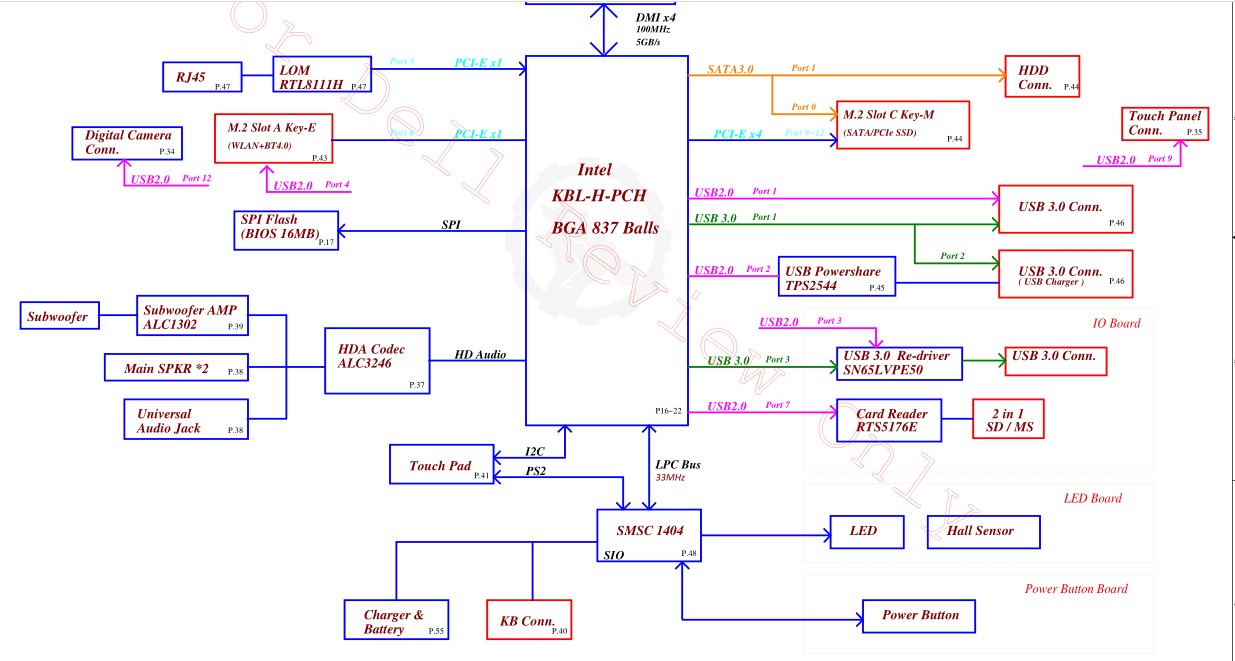 DMI x4
100MHz
5GB/s
RJ45
P.47
LOM
RTL8111H
P.47
Port 5
PCI-E x1
SATA3.0
Port 1
HDD
Conn.
P.44
Digital Camera
Conn.
P.34
M.2 Slot A Key-E
(WLAN+BT4.0)
P.43
Port 6
PCI-E x1
Port 0
PCI-E x4
Port 9~12
M.2 Slot C Key-M
(SATA/PCIe SSD)
P.44
Touch Panel
Conn.
P.35
USB2.0
Port 9
USB2.0
Port 12
USB2.0
Port 4
Intel
KBL-H-PCH
BGA 837 Balls
P16~22
USB2.0
Port 1
USB 3.0
Port 1
USB 3.0 Conn.
P.46
SPI Flash
(BIOS 16MB)
P.17
SPI
Port 2
USB 3.0 Conn.
( USB Charger )
P.46
USB2.0
Port 2
USB Powershare
TPS2544
P.45
Subwoofer
Subwoofer AMP
ALC1302
P.39
Main SPKR *2
P.38
Universal
Audio Jack
P.38
HDA Codec
ALC3246
P.37
HD Audio
IO Board
USB2.0
Port 3
USB 3.0
Port 3
USB 3.0 Re-driver
SN65LVPE50
USB 3.0 Conn.
USB2.0
Port 7
Card Reader
RTS5176E
2 in 1
SD / MS
Touch Pad
P.41
I2C
PS2
LPC Bus
33MHz
SMSC 1404
SIO
P.48
LED Board
LED
Hall Sensor
Charger &
Battery
P.55
KB Conn.
P.40
Power Button Board
Power Button
or Dell Review Only